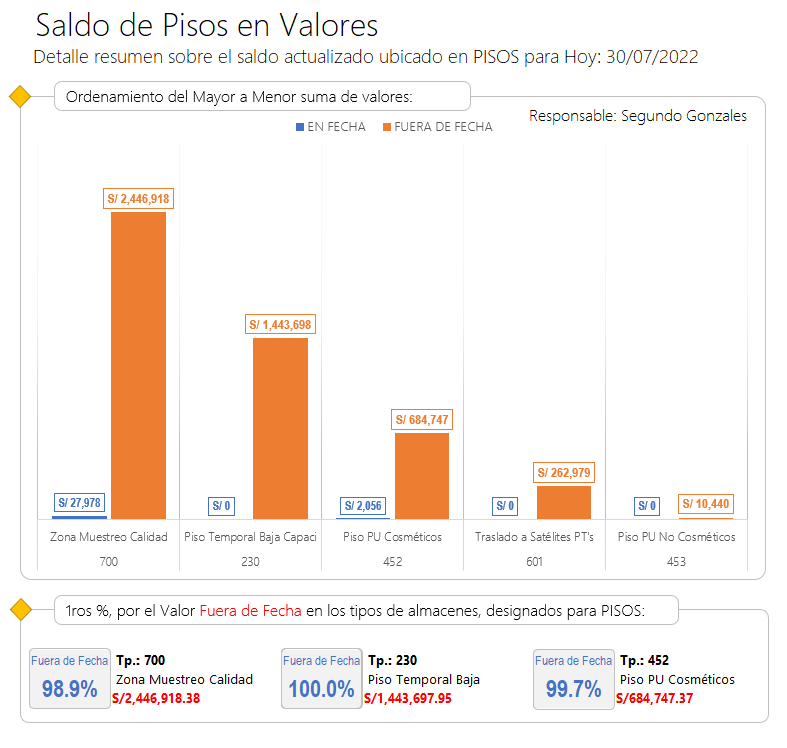 Saldo de Pisos en Valores
Detalle resumen sobre el saldo actualizado ubicado en PISOS para Hoy: 30/07/2022
Ordenamiento del Mayor a Menor suma de valores:
Responsable: Segundo Gonzales
EN FECHA FUERA DE FECHA
S/ 2,446,918
S/ 1,443,698
S/ 684,747
S/ 262,979
S/ 27,978 S/ 0 S/ 2,056 S/ 0 S/ 0 S/ 10,440
Zona Muestreo Calidad Piso Temporal Baja Capaci Piso PU Cosméticos Traslado a Satélites PT's Piso PU No Cosméticos
700 230 452 601 453
1ros %, por el Valor Fuera de Fecha en los tipos de almacenes, designados para PISOS:
Fuera de Fecha
98.9%
Tp.: 700
Zona Muestreo Calidad
S/2,446,918.38
Fuera de Fecha
100.0%
Tp.: 230
Piso Temporal Baja
S/1,443,697.95
Fuera de Fecha
99.7%
Tp.: 452
Piso PU Cosméticos
S/684,747.37